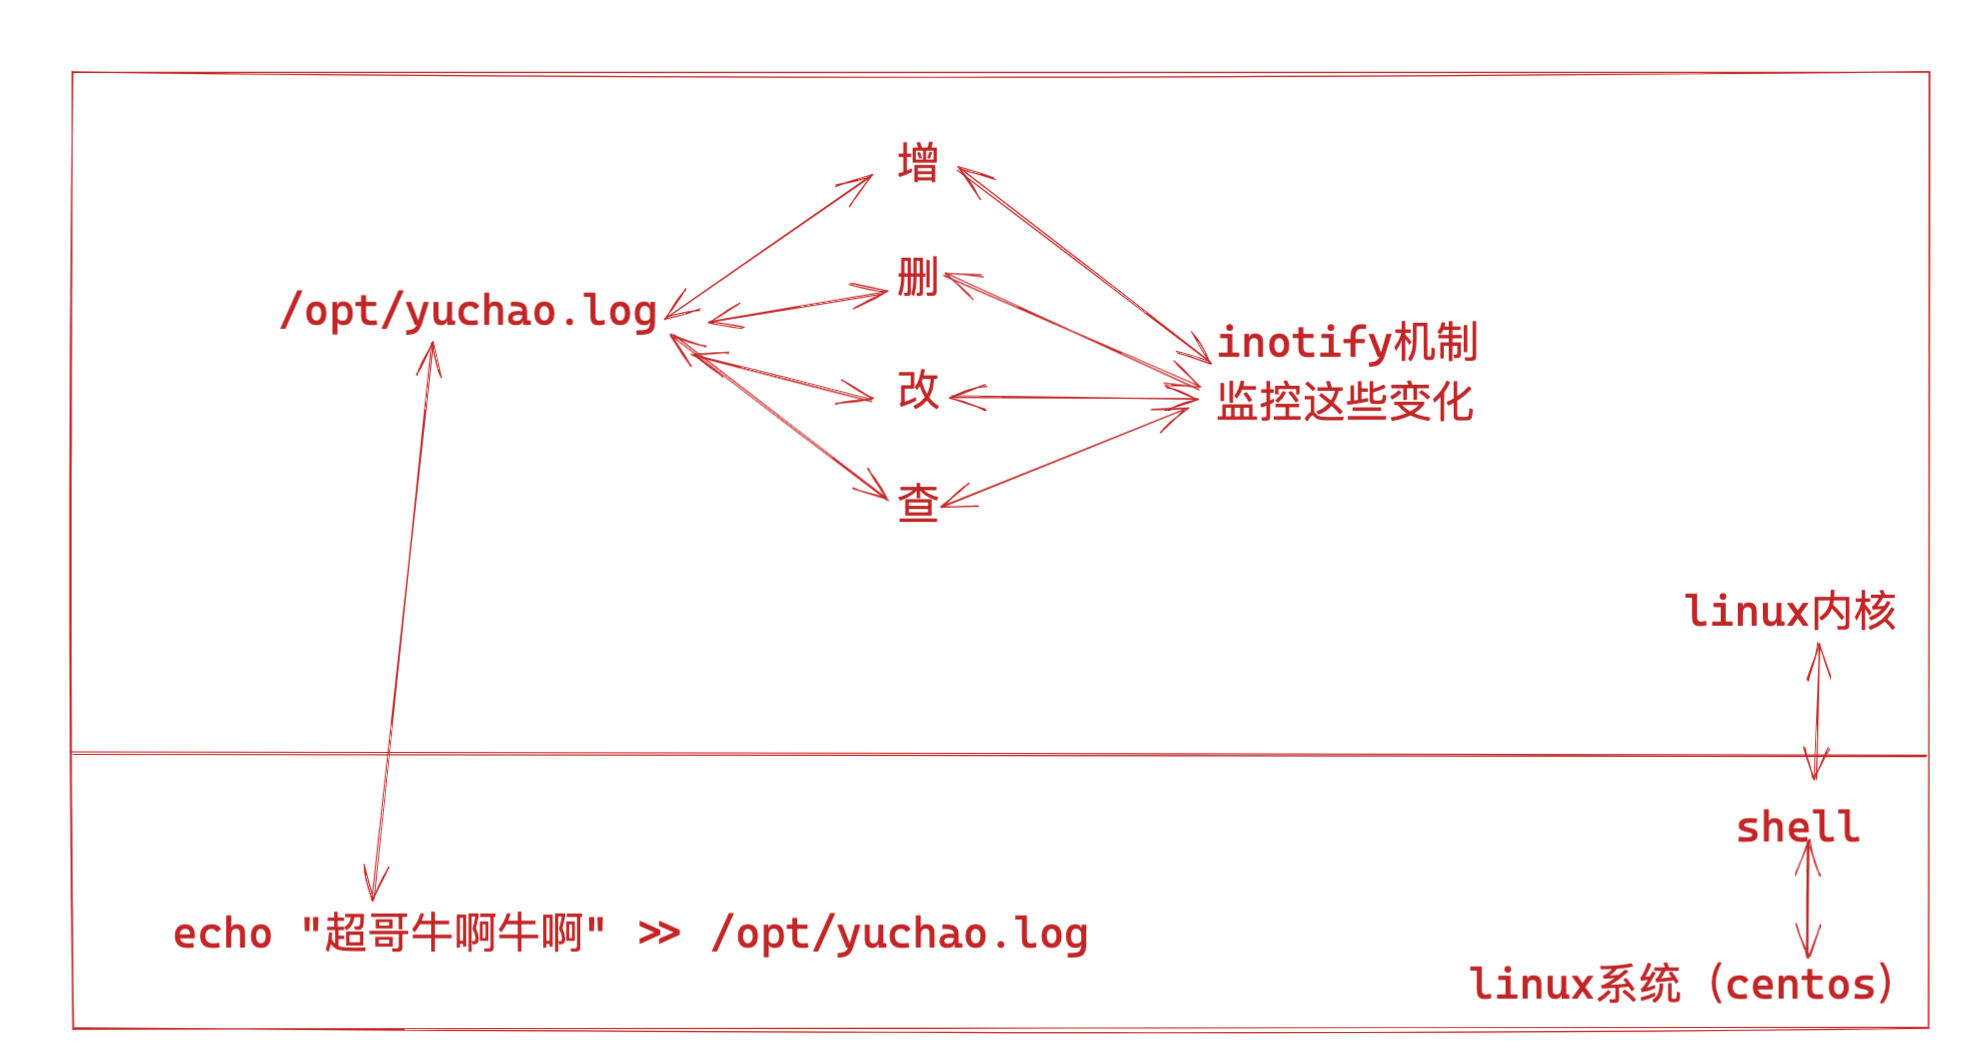 增
删
/opt/yuchao.log
inotify机制
监控这些变化
改
查
linux内核
shell
echo "超哥牛啊牛啊" >> /opt/yuchao.log
linux系统（centos）